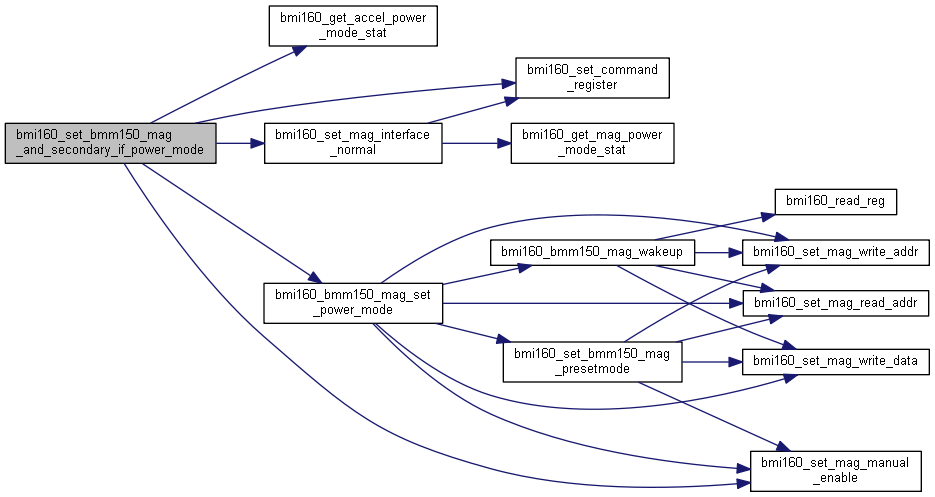 bmi160_get_accel_power
_mode_stat
bmi160_set_command
_register
bmi160_set_bmm150_mag
_and_secondary_if_power_mode
bmi160_set_mag_interface
_normal
bmi160_get_mag_power
_mode_stat
bmi160_read_reg
bmi160_bmm150_mag_wakeup
bmi160_set_mag_write_addr
bmi160_bmm150_mag_set
_power_mode
bmi160_set_mag_read_addr
bmi160_set_bmm150_mag
_presetmode
bmi160_set_mag_write_data
bmi160_set_mag_manual
_enable